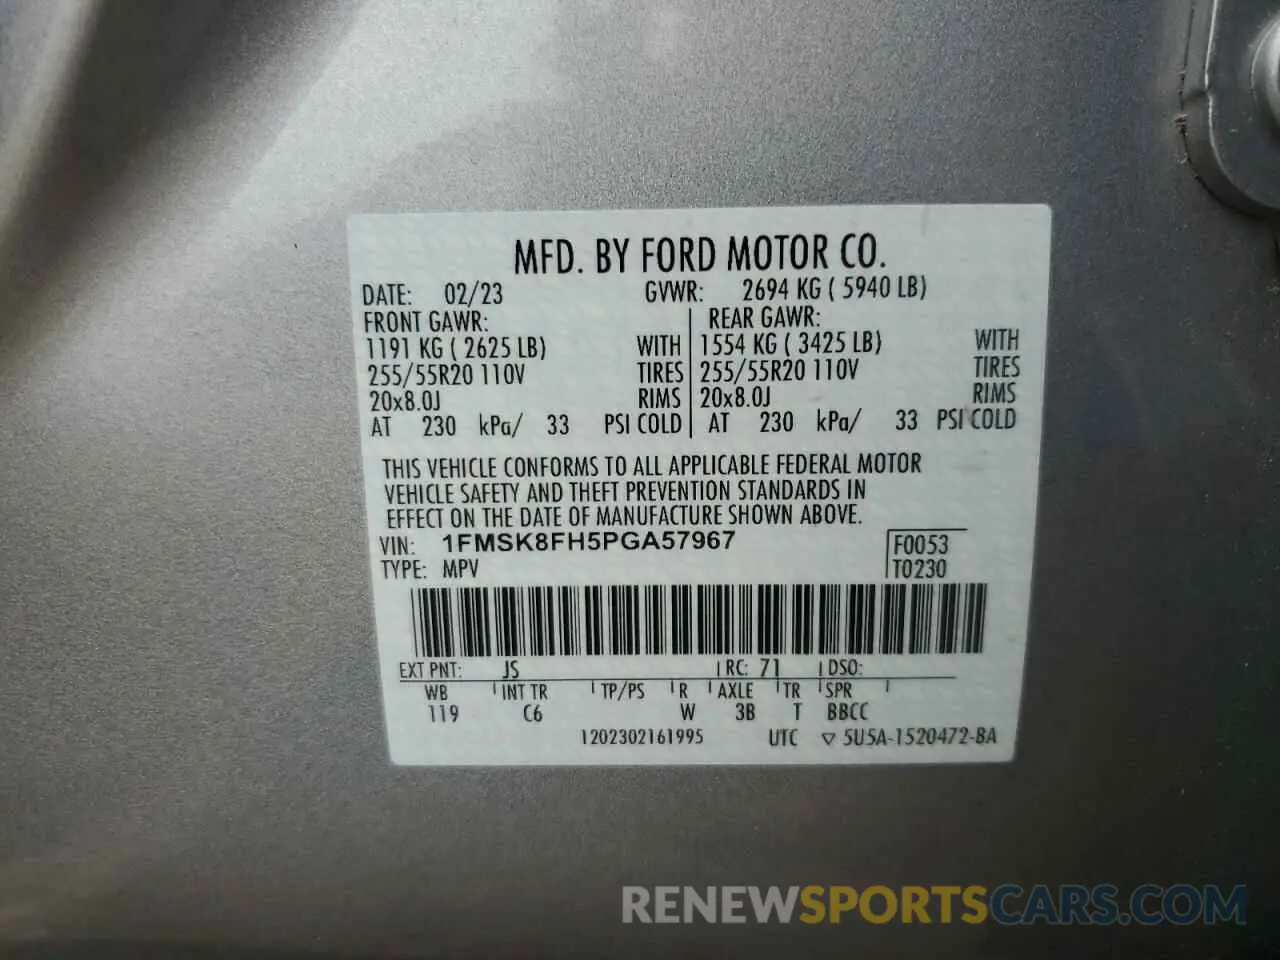 MFD. BY FORD MOTOR CO.
DATE: 02/23 GVWR: 2694 KG ( 5940 LB)
FRONT GAWR: REAR GAWR:
1191 KG ( 2625 LB) WITH 1554 KG ( 3425 LB) WITH
255/55R20 110V TIRES 255/55R20 110V TIRES
20x8.0J RIMS 20x8.0J RIMS
AT 230 kPa/ 33 PSI COLD AT 230 kPa/ 33 PSI COLD
THIS VEHICLE CONFORMS TO ALL APPLICABLE FEDERAL MOTOR
VEHICLE SAFETY AND THEFT PREVENTION STANDARDS IN
EFFECT ON THE DATE OF MANUFACTURE SHOWN ABOVE.
VIN: 1FMSK8FH5PGA57967 F0053
TYPE: MPV T0230
EXT PNT: JS RC: 71 DSO:
WB INT TR TP/PS R AXLE TR SPR
119 C6 W 3B T BBCC
1202302161995 UTC ▽ 5U5A-1520472-BA
RENEWSPORTSCARS.COM